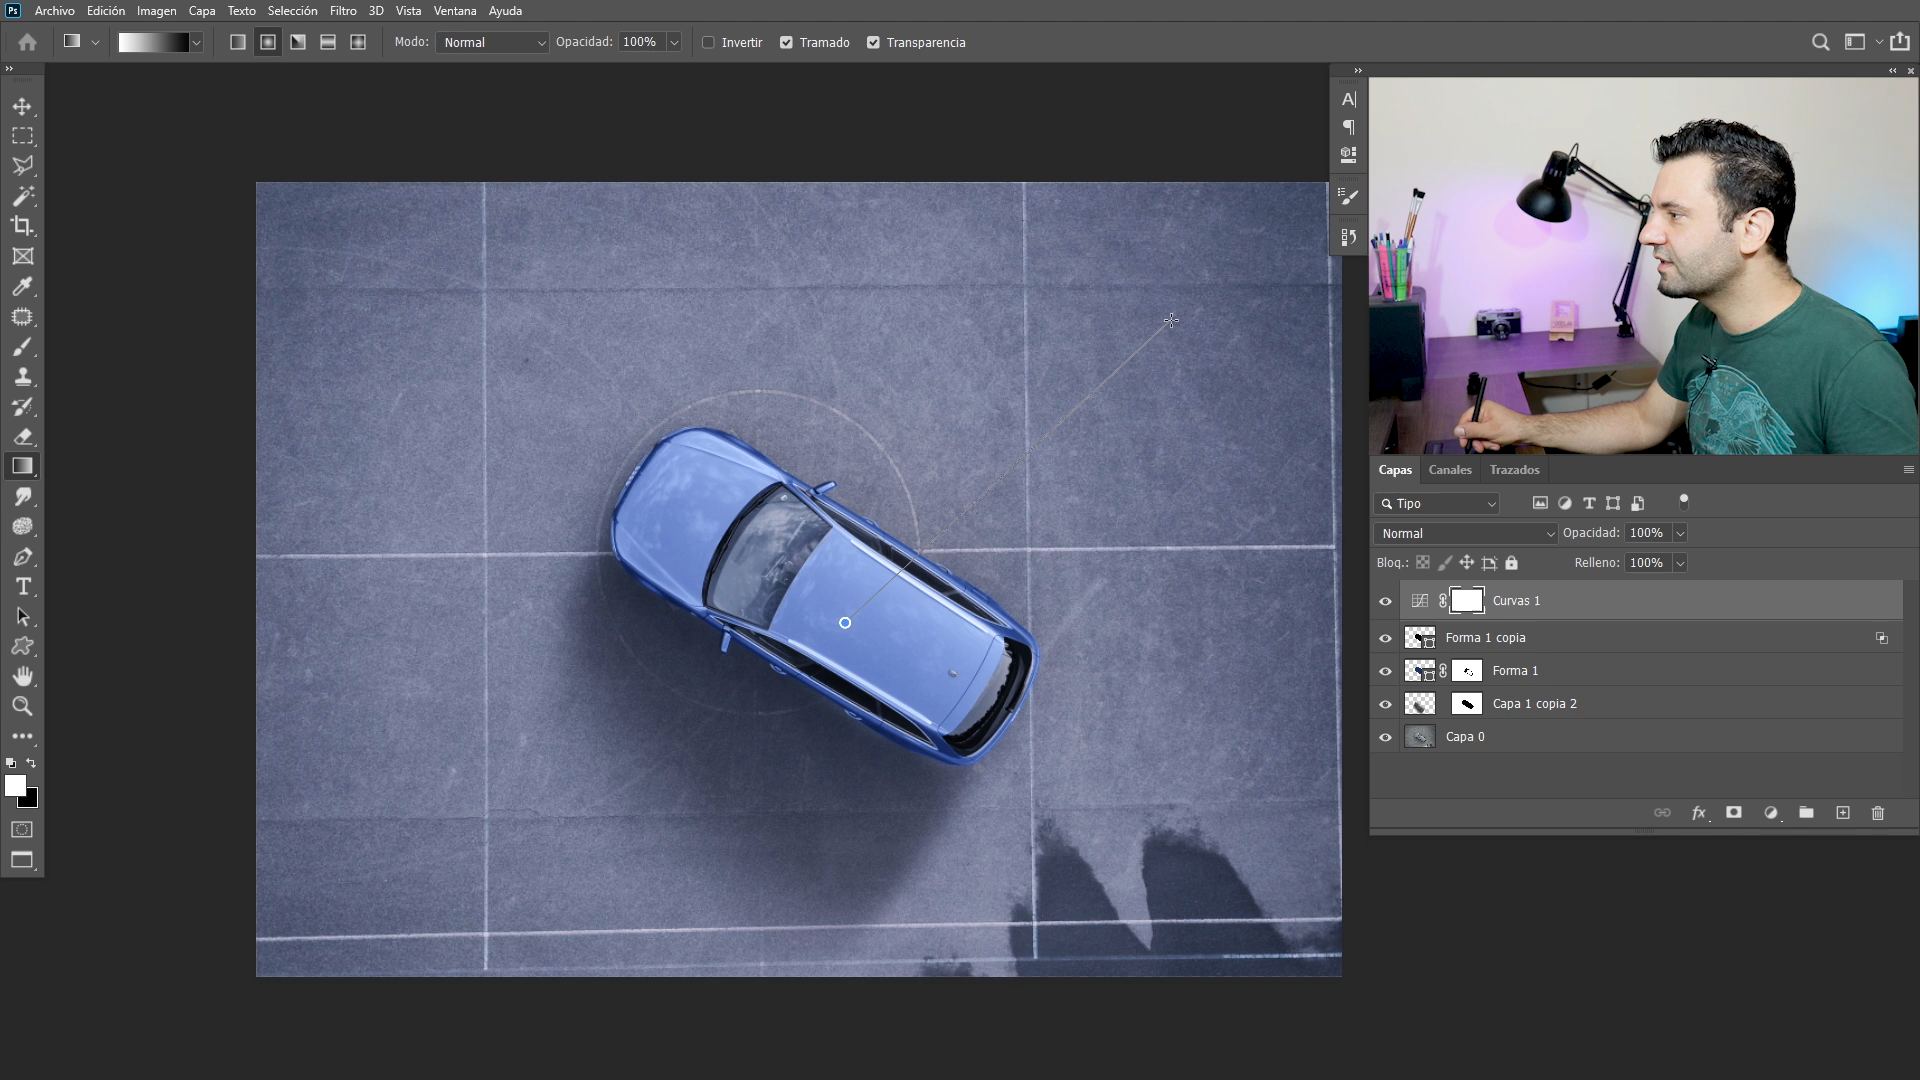 Ps Archivo Edición Imagen Capa Texto Selección Filtro 3D Vista Ventana Ayuda
Modo: Normal Opacidad: 100% Invertir Tramado Transparencia
Capas Canales Trazados
Tipo
Normal Opacidad: 100%
Bloq.: Relleno: 100%
Curvas 1
Forma 1 copia
Forma 1
Capa 1 copia 2
Capa 0
fx